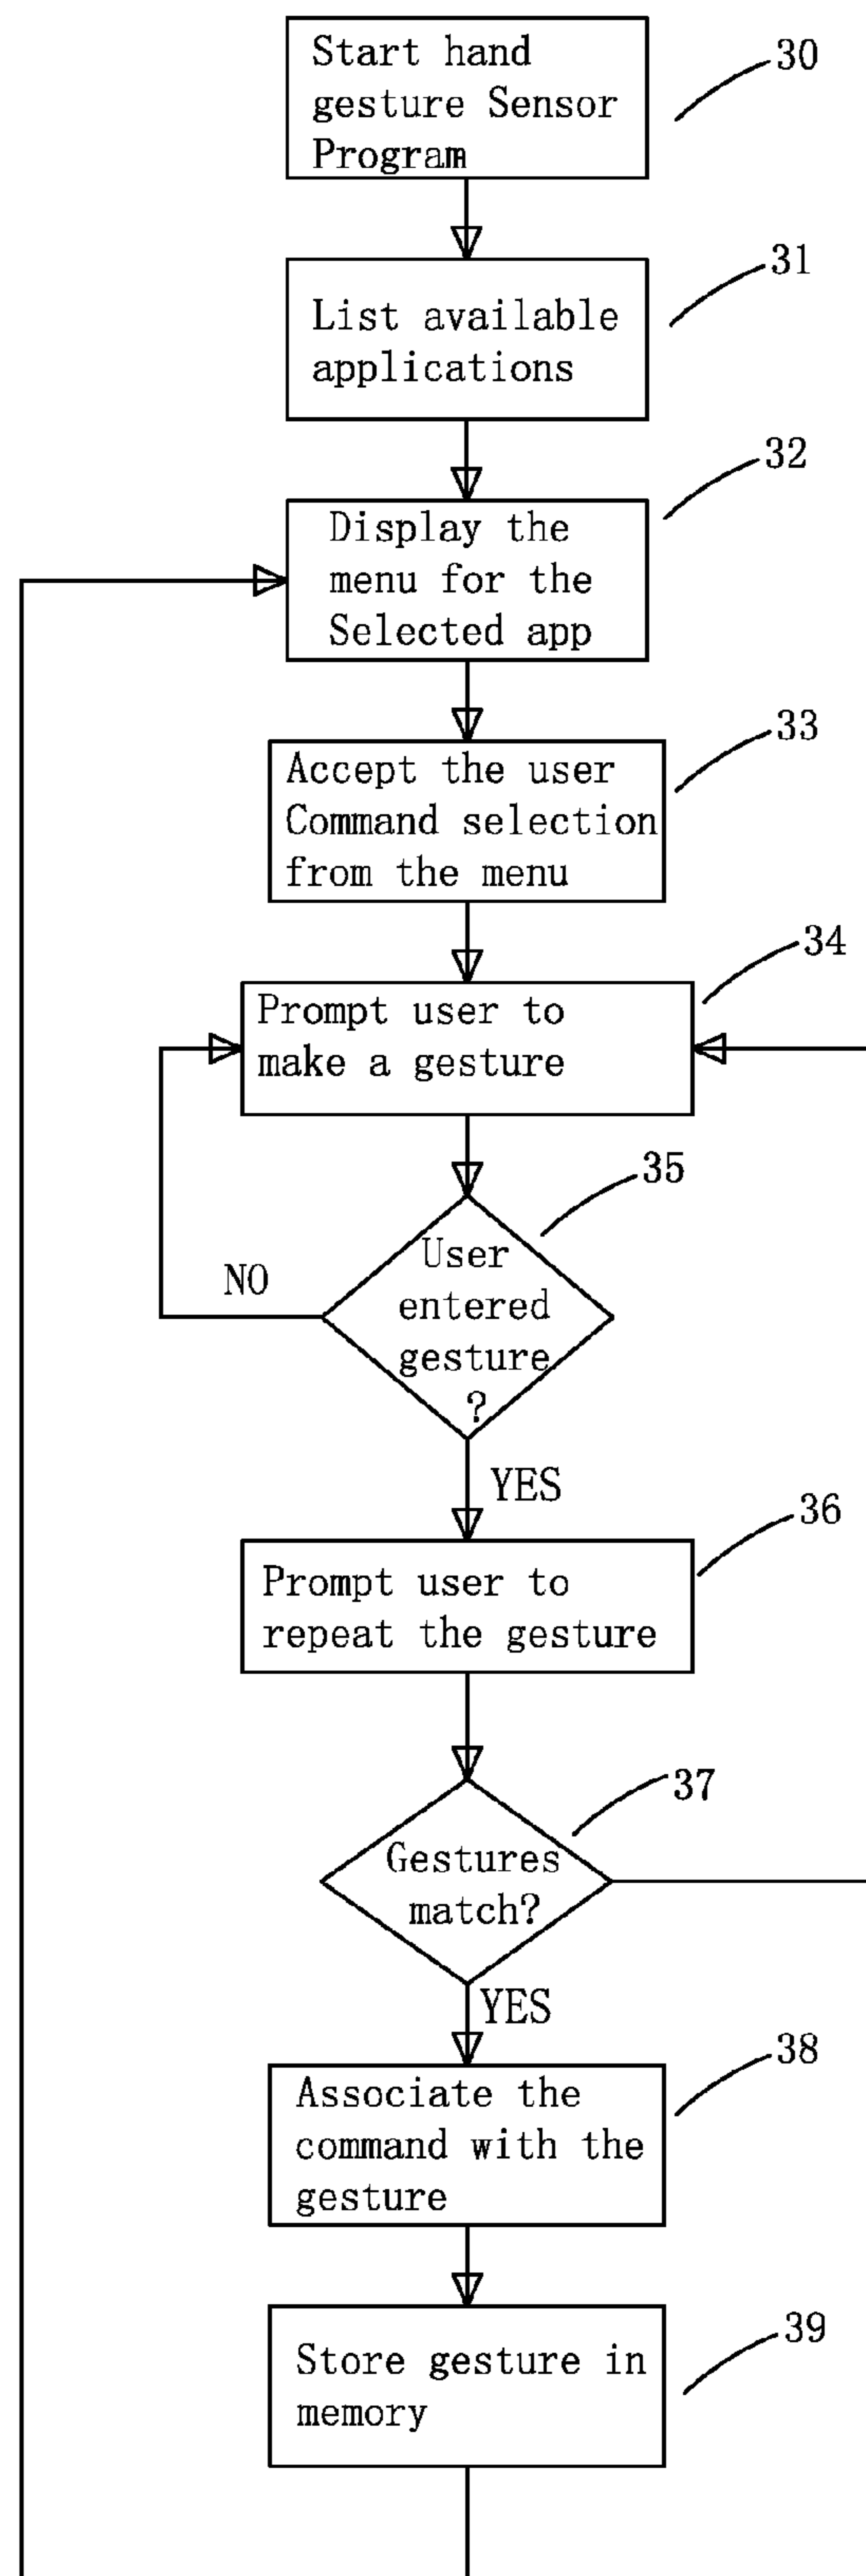 Start hand
gesture Sensor
Program
30
List available
applications
31
Display the
menu for the
Selected app
32
Accept the user
Command selection
from the menu
33
Prompt user to
make a gesture
34
User
entered
gesture
?
35
NO
YES
Prompt user to
repeat the gesture
36
Gestures
match?
37
YES
Associate the
command with the
gesture
38
Store gesture in
memory
39